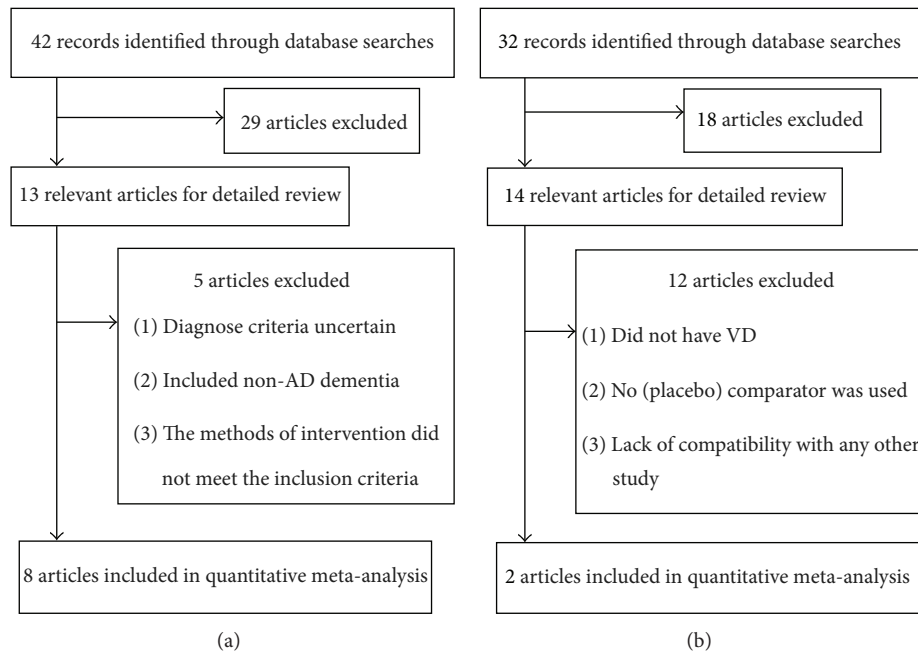 42 records identified through database searches
29 articles excluded
13 relevant articles for detailed review
5 articles excluded
(1) Diagnose criteria uncertain
(2) Included non-AD dementia
(3) The methods of intervention did
not meet the inclusion criteria
8 articles included in quantitative meta-analysis
(a)
32 records identified through database searches
18 articles excluded
14 relevant articles for detailed review
12 articles excluded
(1) Did not have VD
(2) No (placebo) comparator was used
(3) Lack of compatibility with any other
study
2 articles included in quantitative meta-analysis
(b)